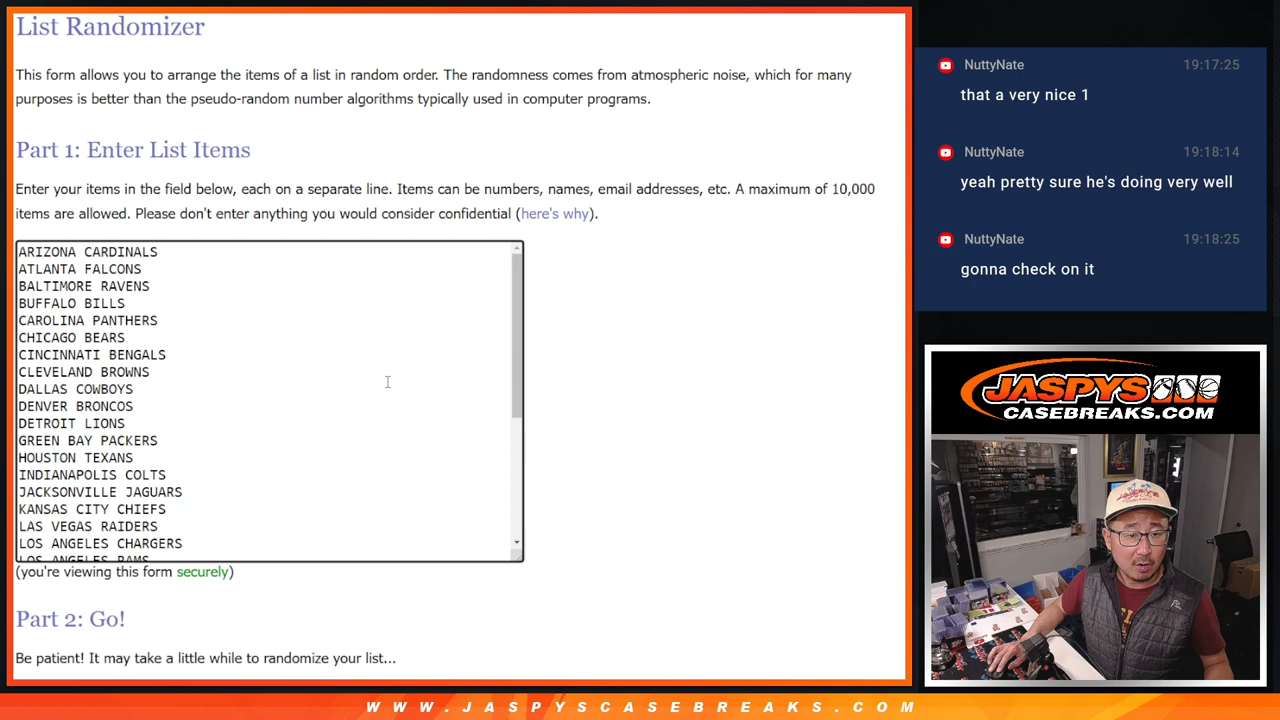 List Randomizer
This form allows you to arrange the items of a list in random order. The randomness comes from atmospheric noise, which for many
purposes is better than the pseudo-random number algorithms typically used in computer programs.
Part 1: Enter List Items
Enter your items in the field below, each on a separate line. Items can be numbers, names, email addresses, etc. A maximum of 10,000
items are allowed. Please don't enter anything you would consider confidential (here's why).
ARIZONA CARDINALS
ATLANTA FALCONS
BALTIMORE RAVENS
BUFFALO BILLS
CAROLINA PANTHERS
CHICAGO BEARS
CINCINNATI BENGALS
CLEVELAND BROWNS
DALLAS COWBOYS
DENVER BRONCOS
DETROIT LIONS
GREEN BAY PACKERS
HOUSTON TEXANS
INDIANAPOLIS COLTS
JACKSONVILLE JAGUARS
KANSAS CITY CHIEFS
LAS VEGAS RAIDERS
LOS ANGELES CHARGERS
LOS ANGELES RAMS
(you're viewing this form securely)
Part 2: Go!
Be patient! It may take a little while to randomize your list...
NuttyNate 19:17:25
that a very nice 1
NuttyNate 19:18:14
yeah pretty sure he's doing very well
NuttyNate 19:18:25
gonna check on it
JASPYS
CASEBREAKS.COM
WWW.JASPYSCASEBREAKS.COM